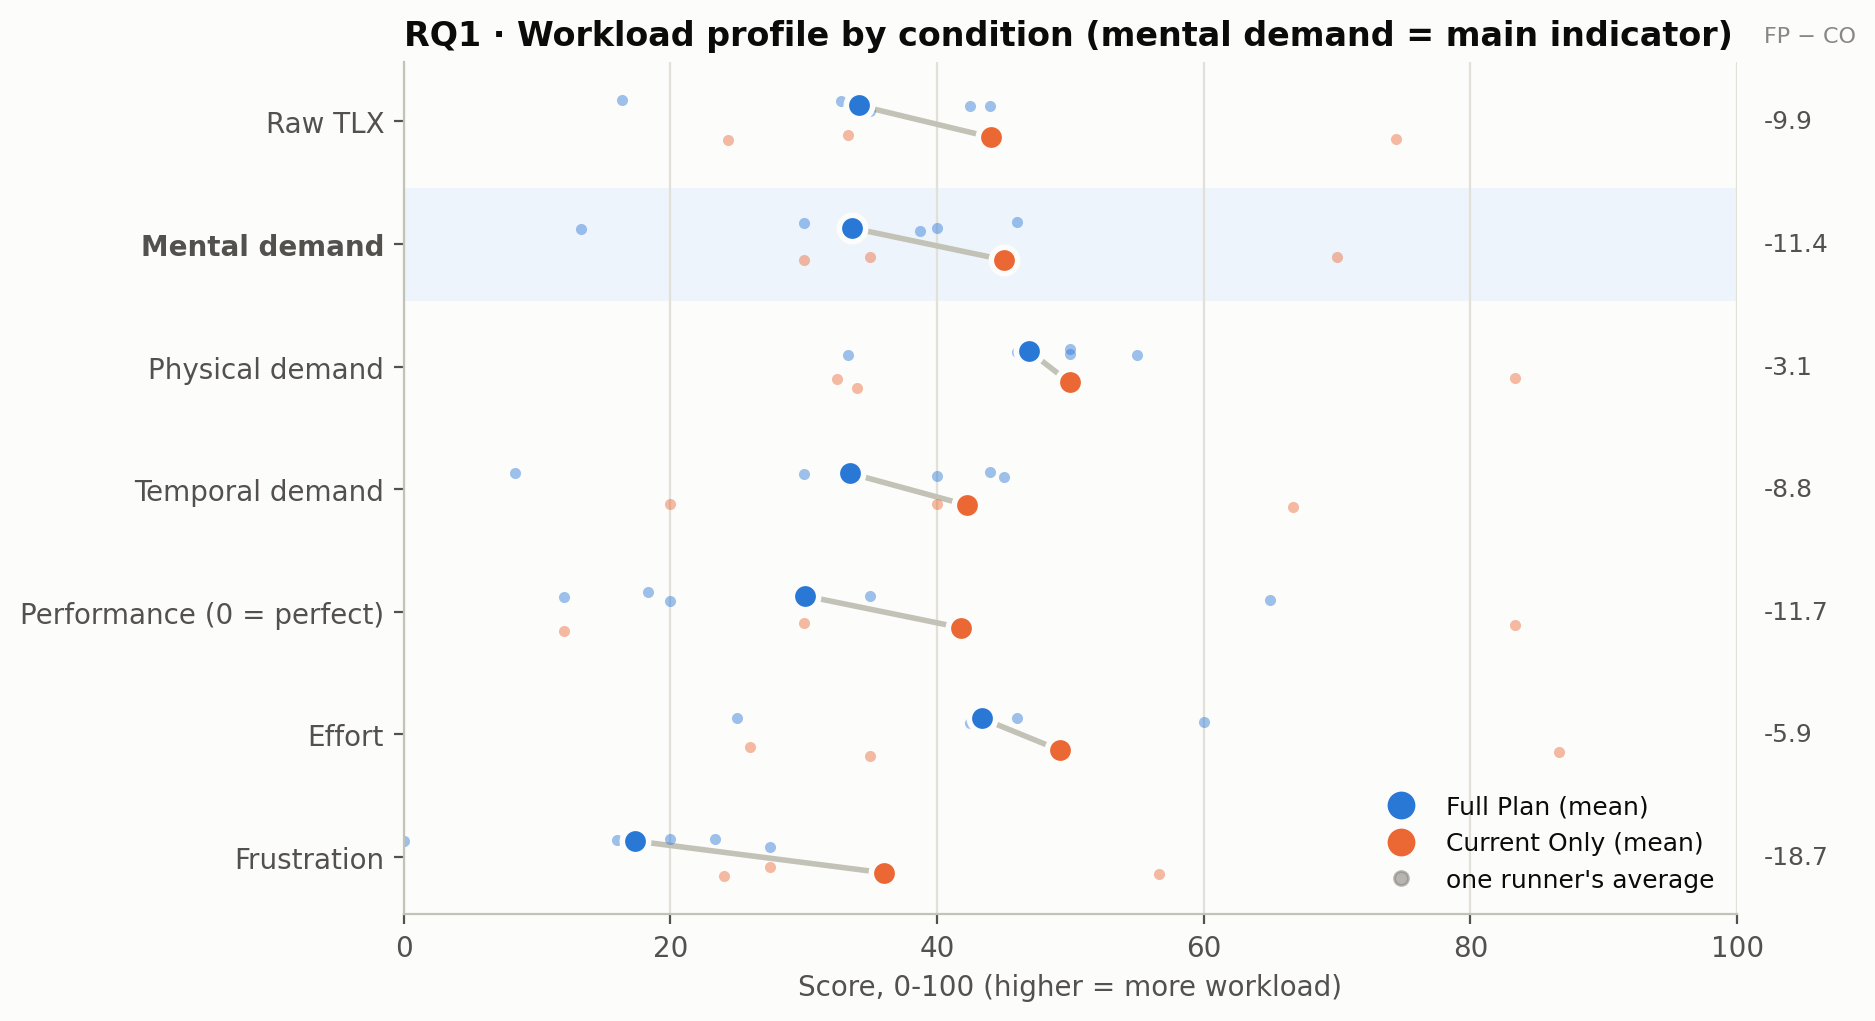 RQ1 · Workload profile by condition (mental demand = main indicator)
FP − CO
Raw TLX
-9.9
Mental demand
-11.4
Physical demand
-3.1
Temporal demand
-8.8
Performance (0 = perfect)
-11.7
Effort
-5.9
Frustration
-18.7
Full Plan (mean)
Current Only (mean)
one runner's average
0 20 40 60 80 100
Score, 0-100 (higher = more workload)